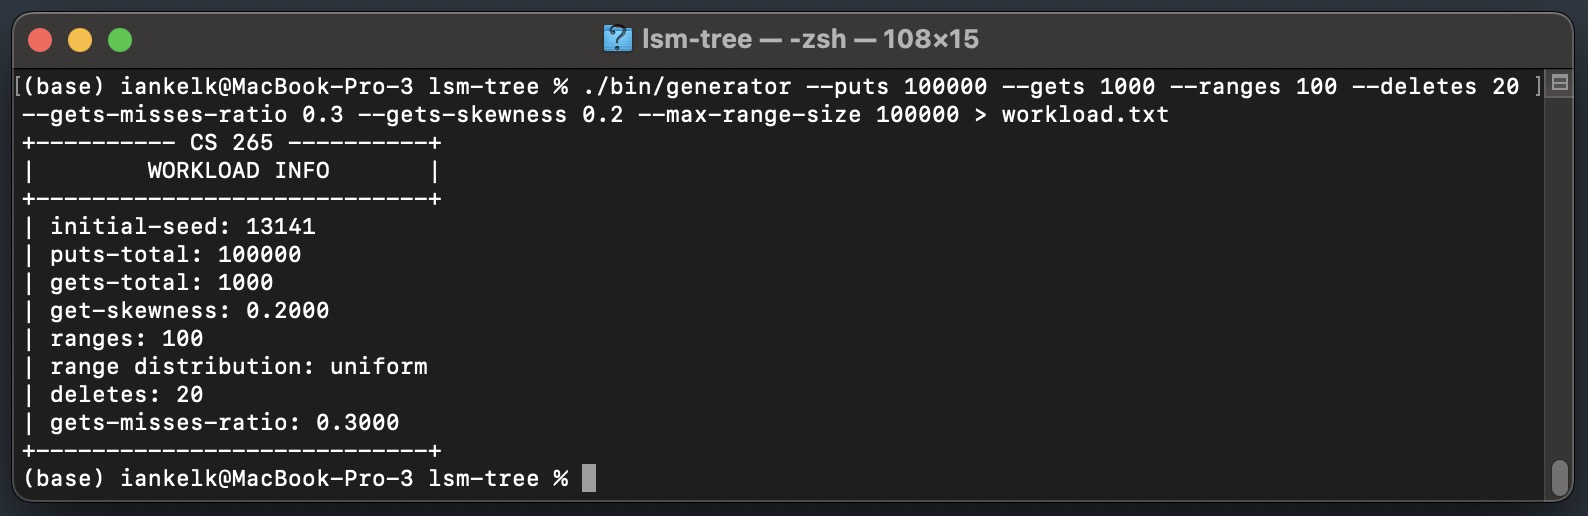 lsm-tree — -zsh — 108×15
[(base) iankelk@MacBook-Pro-3 lsm-tree % ./bin/generator --puts 100000 --gets 1000 --ranges 100 --deletes 20 ]
--gets-misses-ratio 0.3 --gets-skewness 0.2 --max-range-size 100000 > workload.txt
+---------- CS 265 ----------+
|        WORKLOAD INFO       |
+----------------------------+
| initial-seed: 13141
| puts-total: 100000
| gets-total: 1000
| get-skewness: 0.2000
| ranges: 100
| range distribution: uniform
| deletes: 20
| gets-misses-ratio: 0.3000
+----------------------------+
(base) iankelk@MacBook-Pro-3 lsm-tree %